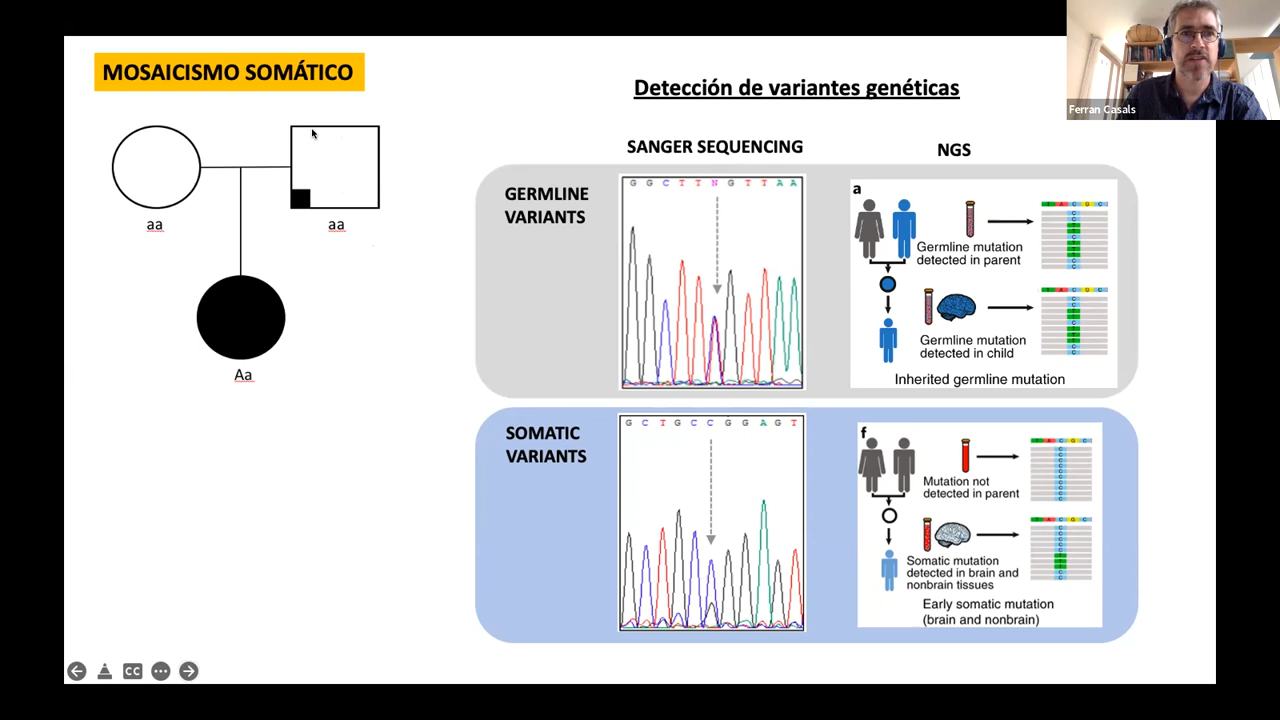 MOSAICISMO SOMÁTICO
aa
aa
Aa
Detección de variantes genéticas
SANGER SEQUENCING
NGS
GERMLINE
VARIANTS
G G C T T N G T T A A
a
T A C G C
Germline mutation
detected in parent
T A C G C
Germline mutation
detected in child
Inherited germline mutation
SOMATIC
VARIANTS
G C T G C C G G A G T
f
T A C G C
Mutation not
detected in parent
T A C G C
Somatic mutation
detected in brain and
nonbrain tissues
Early somatic mutation
(brain and nonbrain)
Ferran Casals
CC